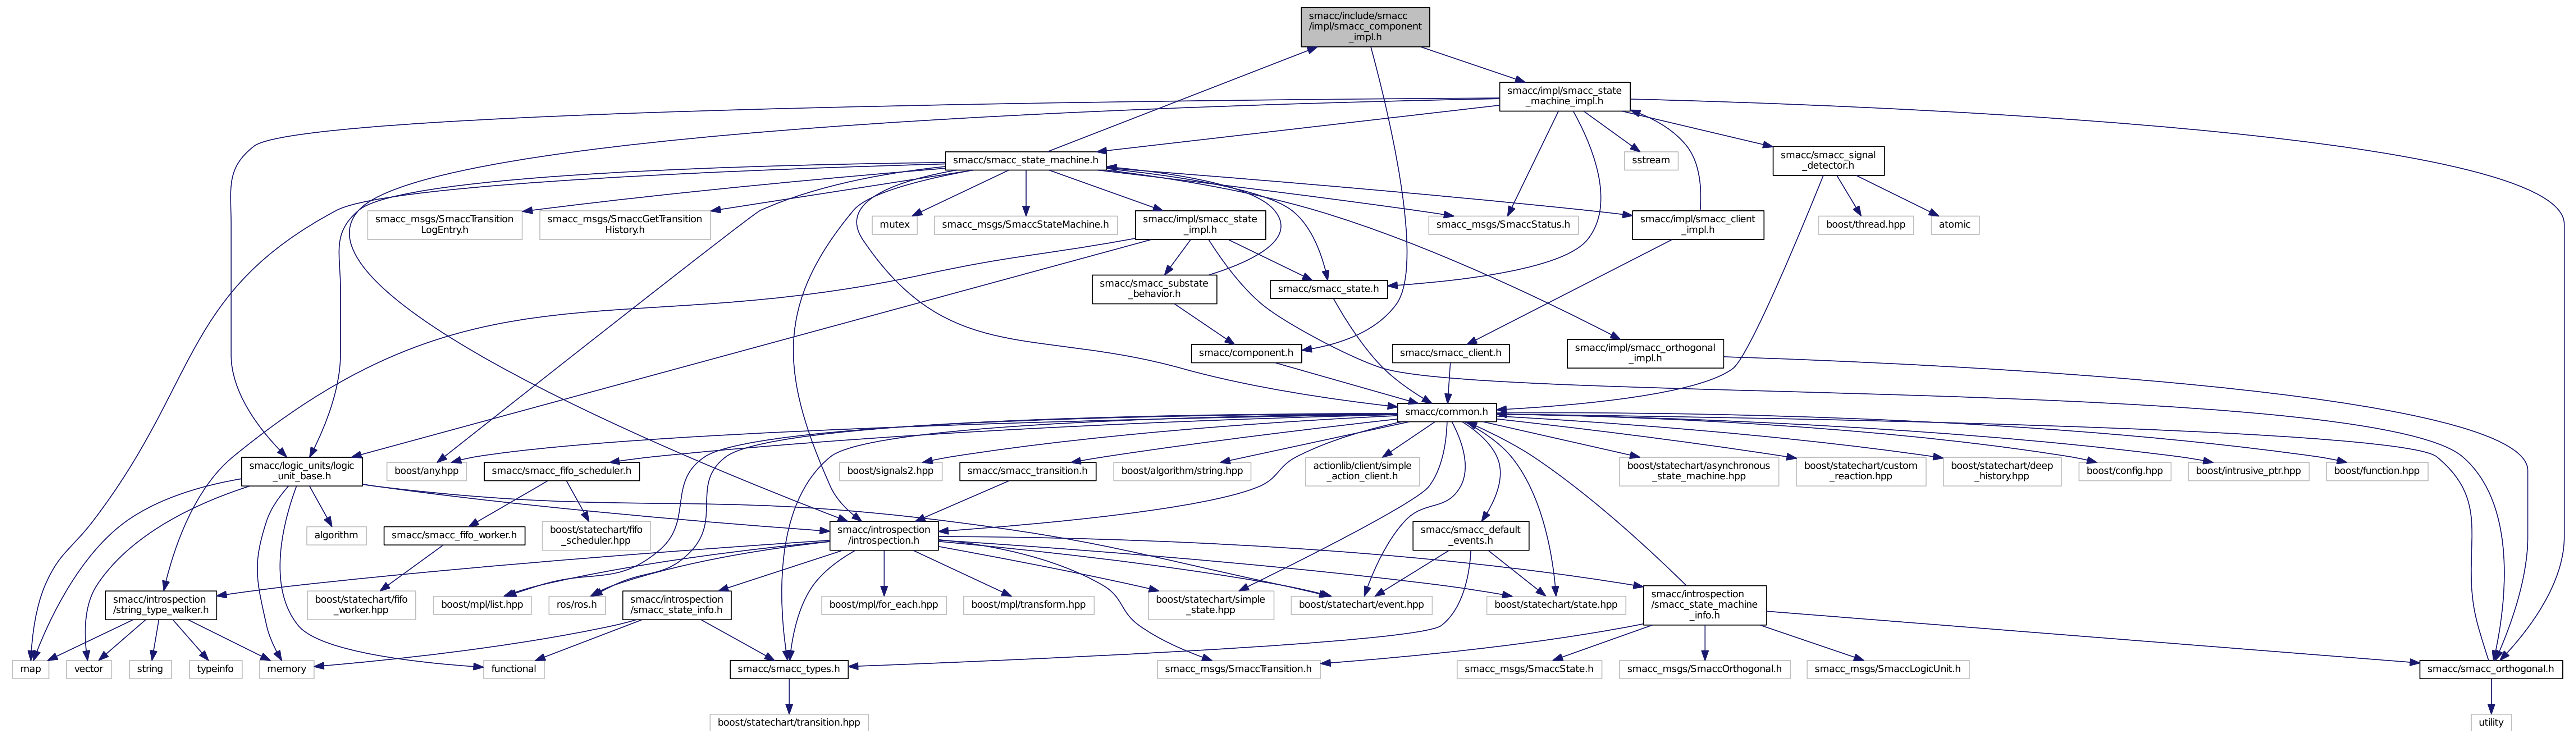 smacc/include/smacc
/impl/smacc_component
_impl.h
smacc/impl/smacc_state
_machine_impl.h
smacc/smacc_state_machine.h
sstream
smacc/smacc_signal
_detector.h
smacc_msgs/SmaccTransition
LogEntry.h
smacc_msgs/SmaccGetTransition
History.h
mutex
smacc_msgs/SmaccStateMachine.h
smacc/impl/smacc_state
_impl.h
smacc_msgs/SmaccStatus.h
smacc/impl/smacc_client
_impl.h
boost/thread.hpp
atomic
smacc/smacc_substate
_behavior.h
smacc/smacc_state.h
smacc/component.h
smacc/smacc_client.h
smacc/impl/smacc_orthogonal
_impl.h
smacc/common.h
smacc/logic_units/logic
_unit_base.h
boost/any.hpp
smacc/smacc_fifo_scheduler.h
boost/signals2.hpp
smacc/smacc_transition.h
boost/algorithm/string.hpp
actionlib/client/simple
_action_client.h
boost/statechart/asynchronous
_state_machine.hpp
boost/statechart/custom
_reaction.hpp
boost/statechart/deep
_history.hpp
boost/config.hpp
boost/intrusive_ptr.hpp
boost/function.hpp
algorithm
smacc/smacc_fifo_worker.h
boost/statechart/fifo
_scheduler.hpp
smacc/introspection
/introspection.h
smacc/smacc_default
_events.h
smacc/introspection
/string_type_walker.h
boost/statechart/fifo
_worker.hpp
boost/mpl/list.hpp
ros/ros.h
smacc/introspection
/smacc_state_info.h
boost/mpl/for_each.hpp
boost/mpl/transform.hpp
boost/statechart/simple
_state.hpp
boost/statechart/event.hpp
boost/statechart/state.hpp
smacc/introspection
/smacc_state_machine
_info.h
map
vector
string
typeinfo
memory
functional
smacc/smacc_types.h
smacc_msgs/SmaccTransition.h
smacc_msgs/SmaccState.h
smacc_msgs/SmaccOrthogonal.h
smacc_msgs/SmaccLogicUnit.h
smacc/smacc_orthogonal.h
boost/statechart/transition.hpp
utility